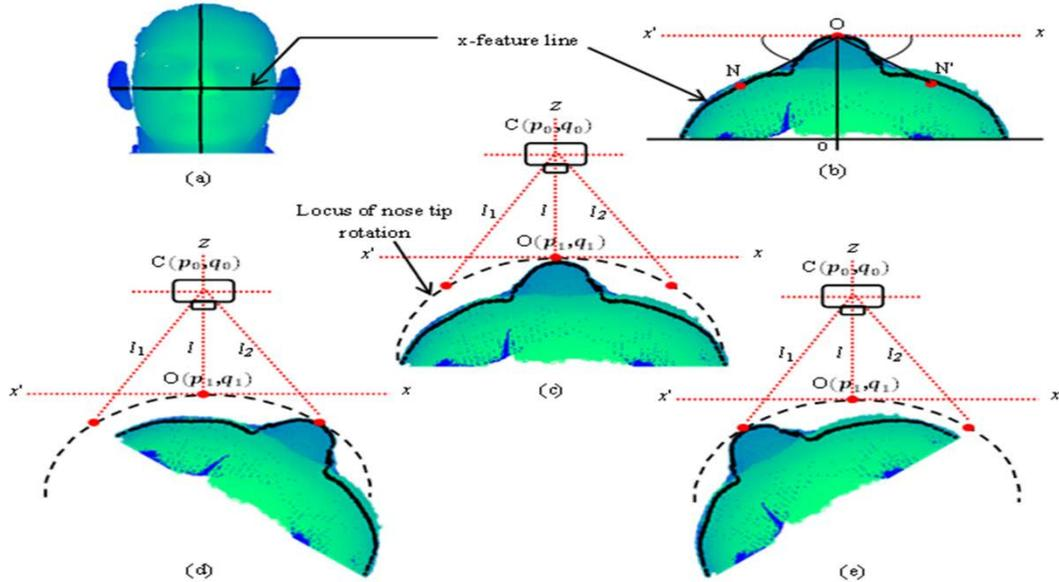 x-feature line
(a)
x'
O
x
N
N'
0
(b)
z
C(p₀,q₀)
l₁
l
l₂
Locus of nose tip
rotation
x'
O(p₁,q₁)
x
(c)
z
C(p₀,q₀)
l₁
l
l₂
x'
O(p₁,q₁)
x
(d)
z
C(p₀,q₀)
l₁
l
l₂
x'
O(p₁,q₁)
x
(e)